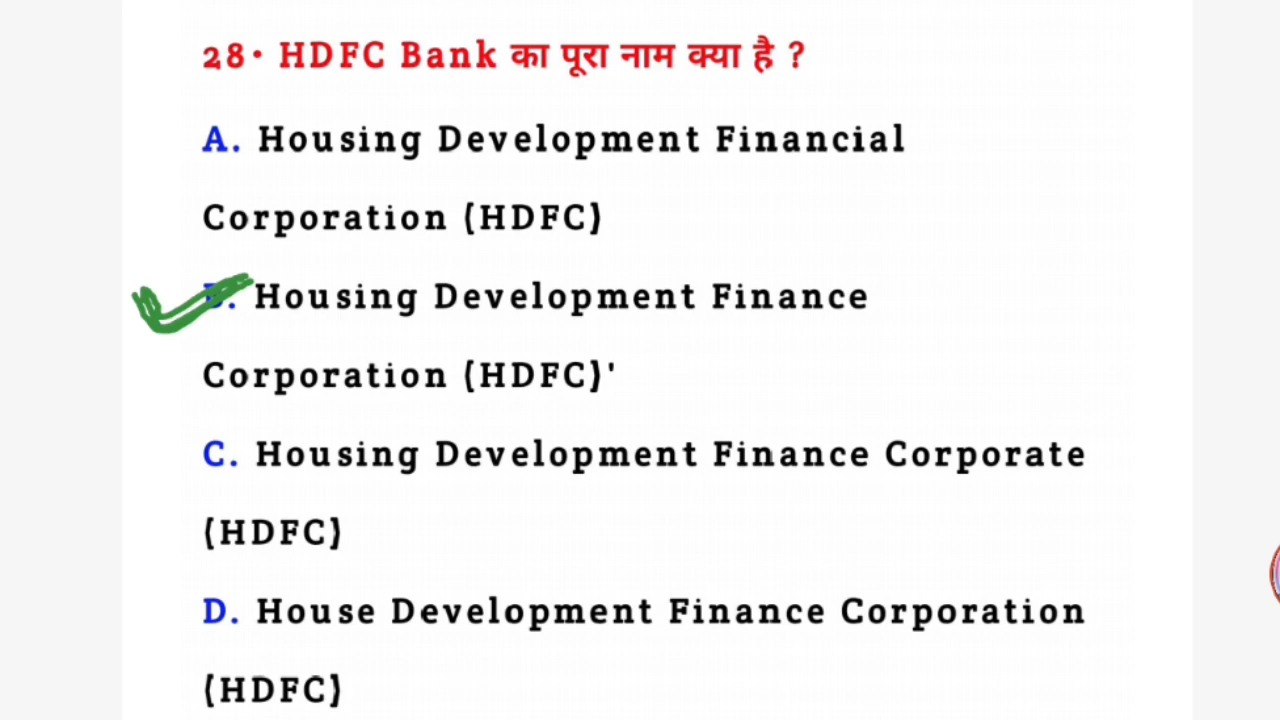 28· HDFC Bank का पूरा नाम क्या है ?
A. Housing Development Financial
Corporation (HDFC)
B. Housing Development Finance
Corporation (HDFC)'
C. Housing Development Finance Corporate
(HDFC)
D. House Development Finance Corporation
(HDFC)